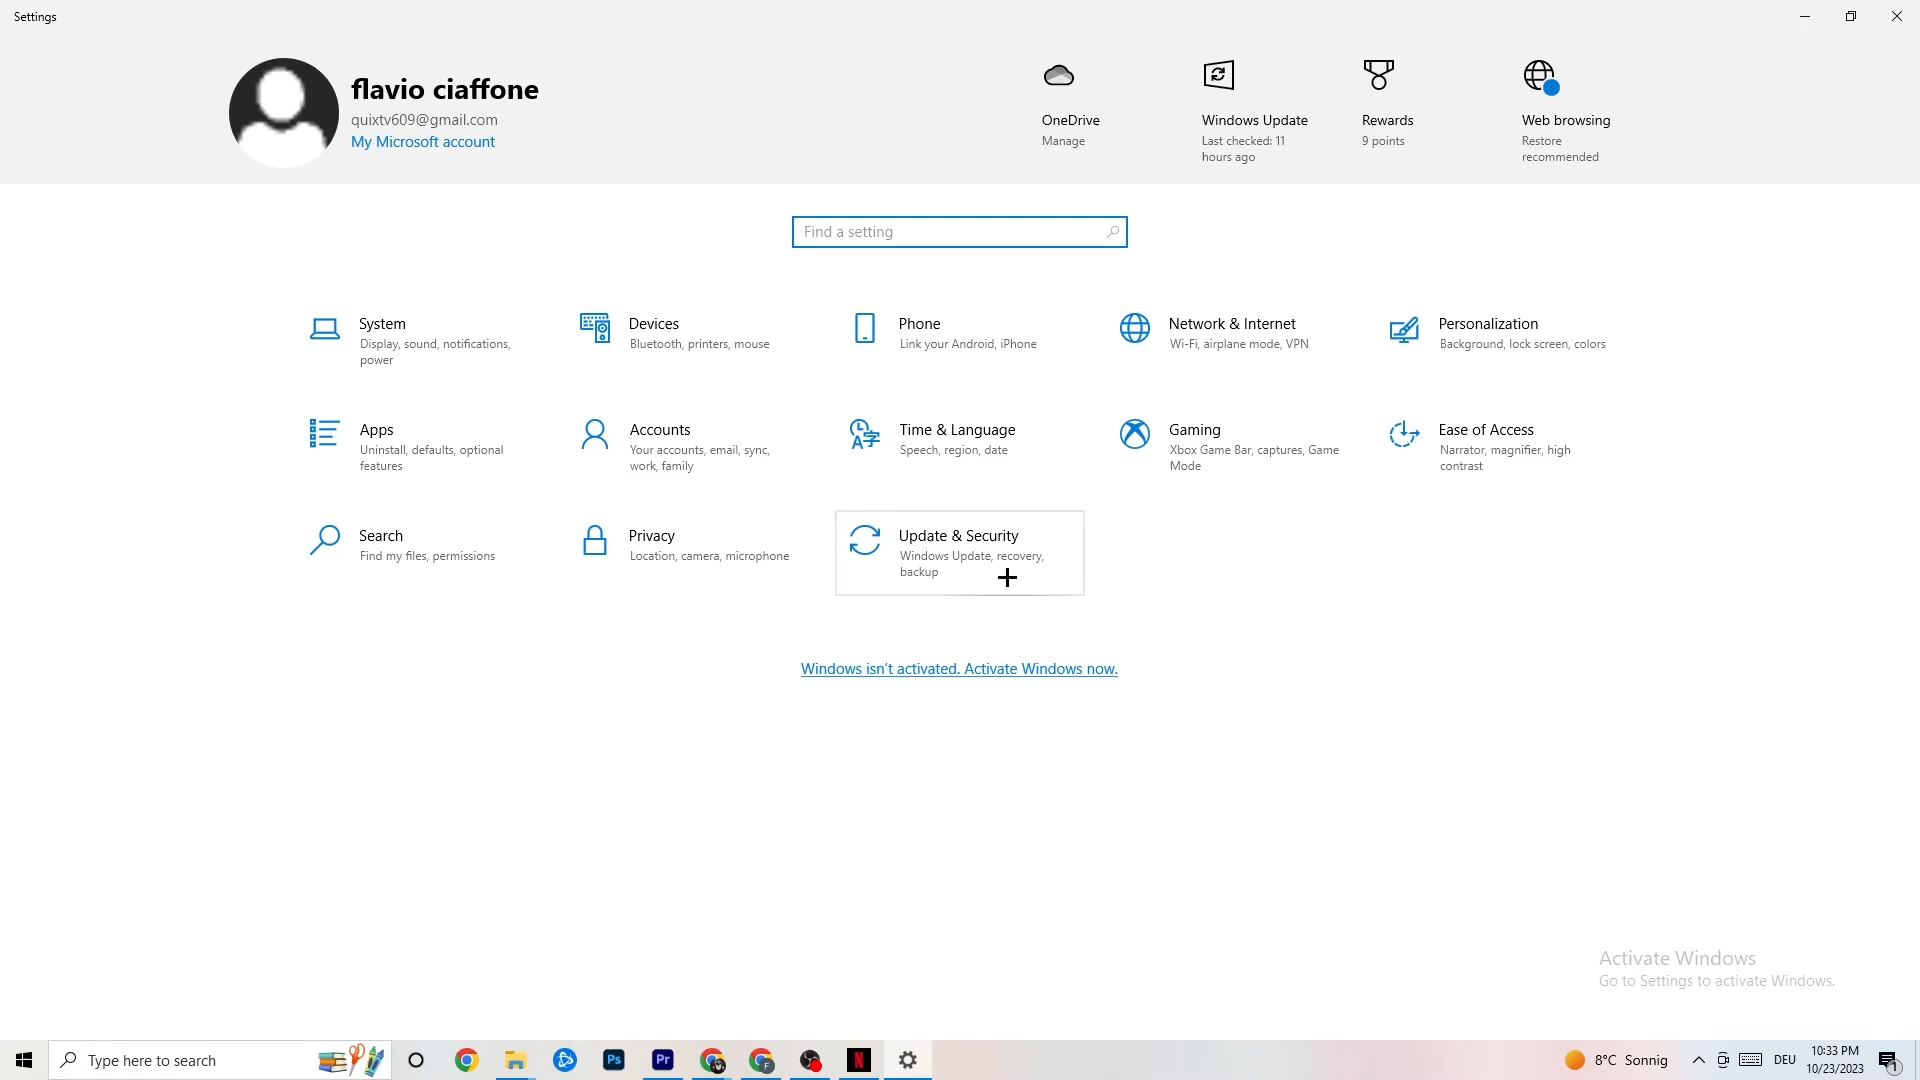 Settings
flavio ciaffone
quixtv609@gmail.com
My Microsoft account
OneDrive
Manage
Windows Update
Last checked: 11
hours ago
Rewards
9 points
Web browsing
Restore
recommended
Find a setting
System
Display, sound, notifications,
power
Devices
Bluetooth, printers, mouse
Phone
Link your Android, iPhone
Network & Internet
Wi-Fi, airplane mode, VPN
Personalization
Background, lock screen, colors
Apps
Uninstall, defaults, optional
features
Accounts
Your accounts, email, sync,
work, family
Time & Language
Speech, region, date
Gaming
Xbox Game Bar, captures, Game
Mode
Ease of Access
Narrator, magnifier, high
contrast
Search
Find my files, permissions
Privacy
Location, camera, microphone
Update & Security
Windows Update, recovery,
backup
Windows isn't activated. Activate Windows now.
Activate Windows
Go to Settings to activate Windows.
Type here to search
Ps
Pr
F
N
8°C Sonnig
DEU
10:33 PM
10/23/2023
1